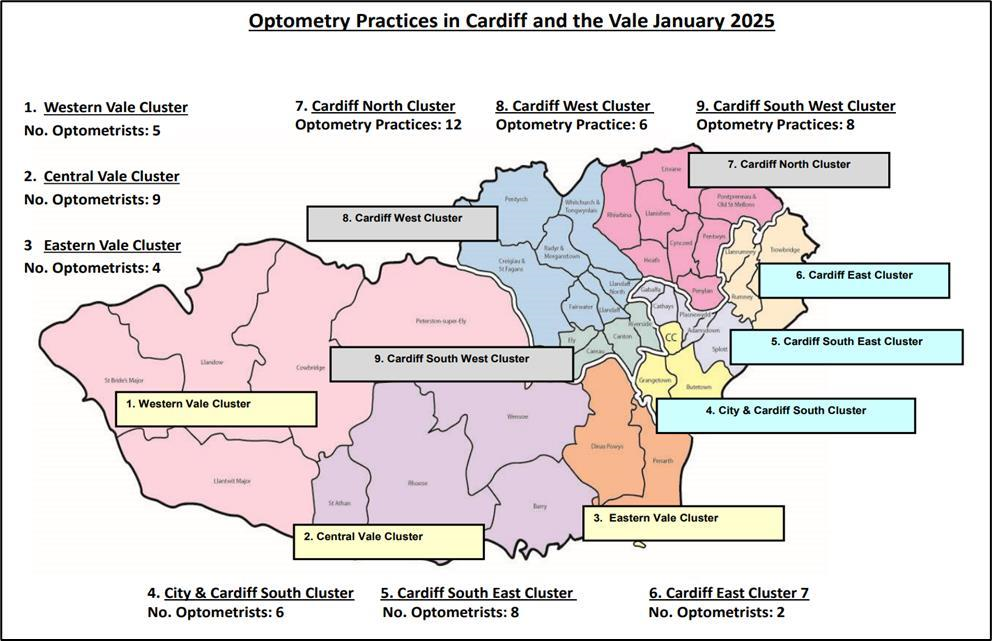 Optometry Practices in Cardiff and the Vale January 2025
1. Western Vale Cluster
No. Optometrists: 5
2. Central Vale Cluster
No. Optometrists: 9
3 Eastern Vale Cluster
No. Optometrists: 4
7. Cardiff North Cluster
Optometry Practices: 12
8. Cardiff West Cluster
Optometry Practice: 6
9. Cardiff South West Cluster
Optometry Practices: 8
7. Cardiff North Cluster
8. Cardiff West Cluster
6. Cardiff East Cluster
5. Cardiff South East Cluster
9. Cardiff South West Cluster
1. Western Vale Cluster
4. City & Cardiff South Cluster
3. Eastern Vale Cluster
2. Central Vale Cluster
Lisvane
Pentyrch
Whitchurch &
Tongwynlais
Rhiwbina
Llanishen
Pontprennau &
Old St Mellons
Cyncoed
Pentwyn
Heath
Llanrumney
Trowbridge
Radyr &
Morganstown
Creigiau &
St Fagans
Llandaff
North
Gabalfa
Penylan
Rumney
Fairwater
Llandaff
Cathays
Plasnewydd
Riverside
Adamsdown
Ely
Canton
CC
Splott
Caerau
Grangetown
Butetown
Peterston-super-Ely
Llandow
Cowbridge
St Bride's Major
Wenvoe
Dinas Powys
Penarth
Llantwit Major
St Athan
Rhoose
Barry
4. City & Cardiff South Cluster
No. Optometrists: 6
5. Cardiff South East Cluster
No. Optometrists: 8
6. Cardiff East Cluster 7
No. Optometrists: 2